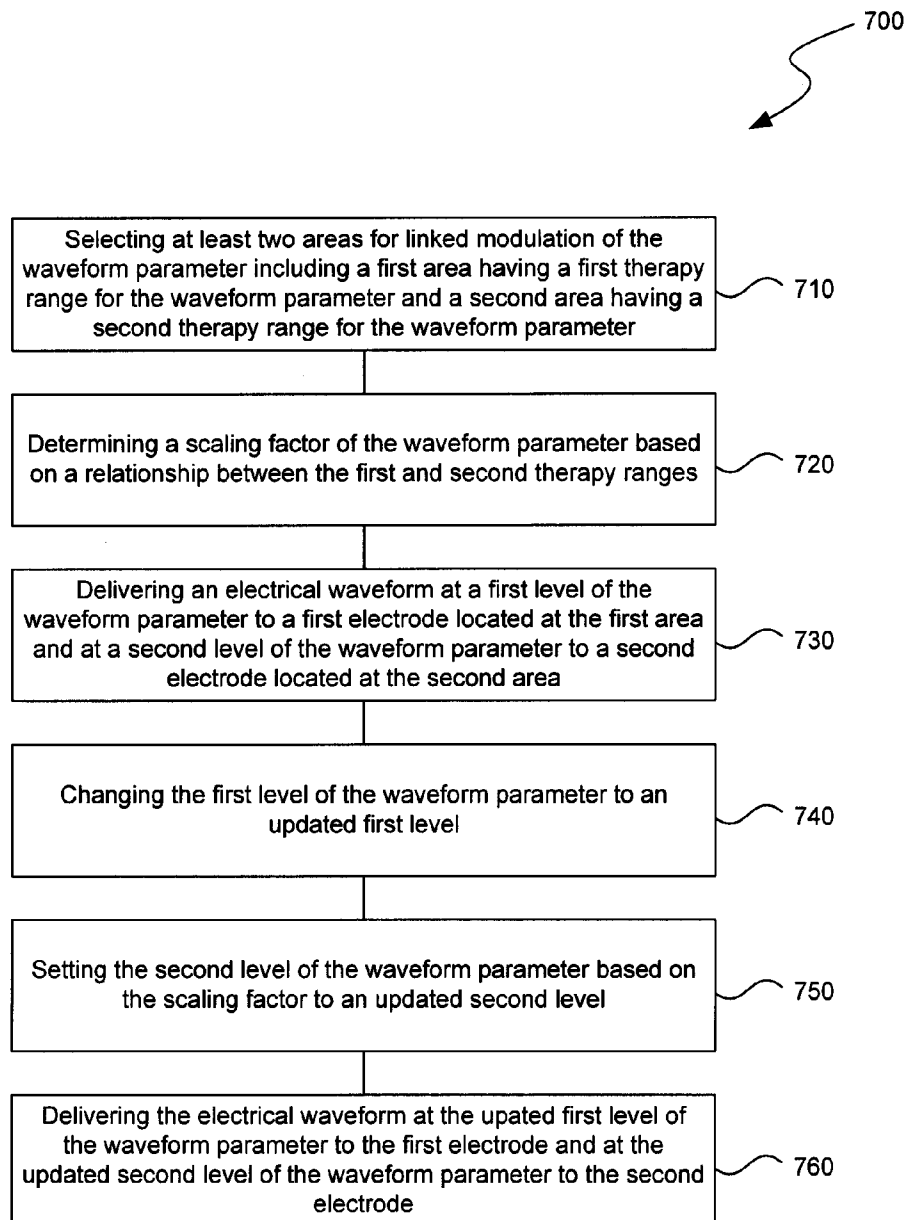 700
Selecting at least two areas for linked modulation of the
waveform parameter including a first area having a first therapy
range for the waveform parameter and a second area having a
second therapy range for the waveform parameter
710
Determining a scaling factor of the waveform parameter based
on a relationship between the first and second therapy ranges
720
Delivering an electrical waveform at a first level of the
waveform parameter to a first electrode located at the first area
and at a second level of the waveform parameter to a second
electrode located at the second area
730
Changing the first level of the waveform parameter to an
updated first level
740
Setting the second level of the waveform parameter based on
the scaling factor to an updated second level
750
Delivering the electrical waveform at the upated first level of
the waveform parameter to the first electrode and at the
updated second level of the waveform parameter to the second
electrode
760